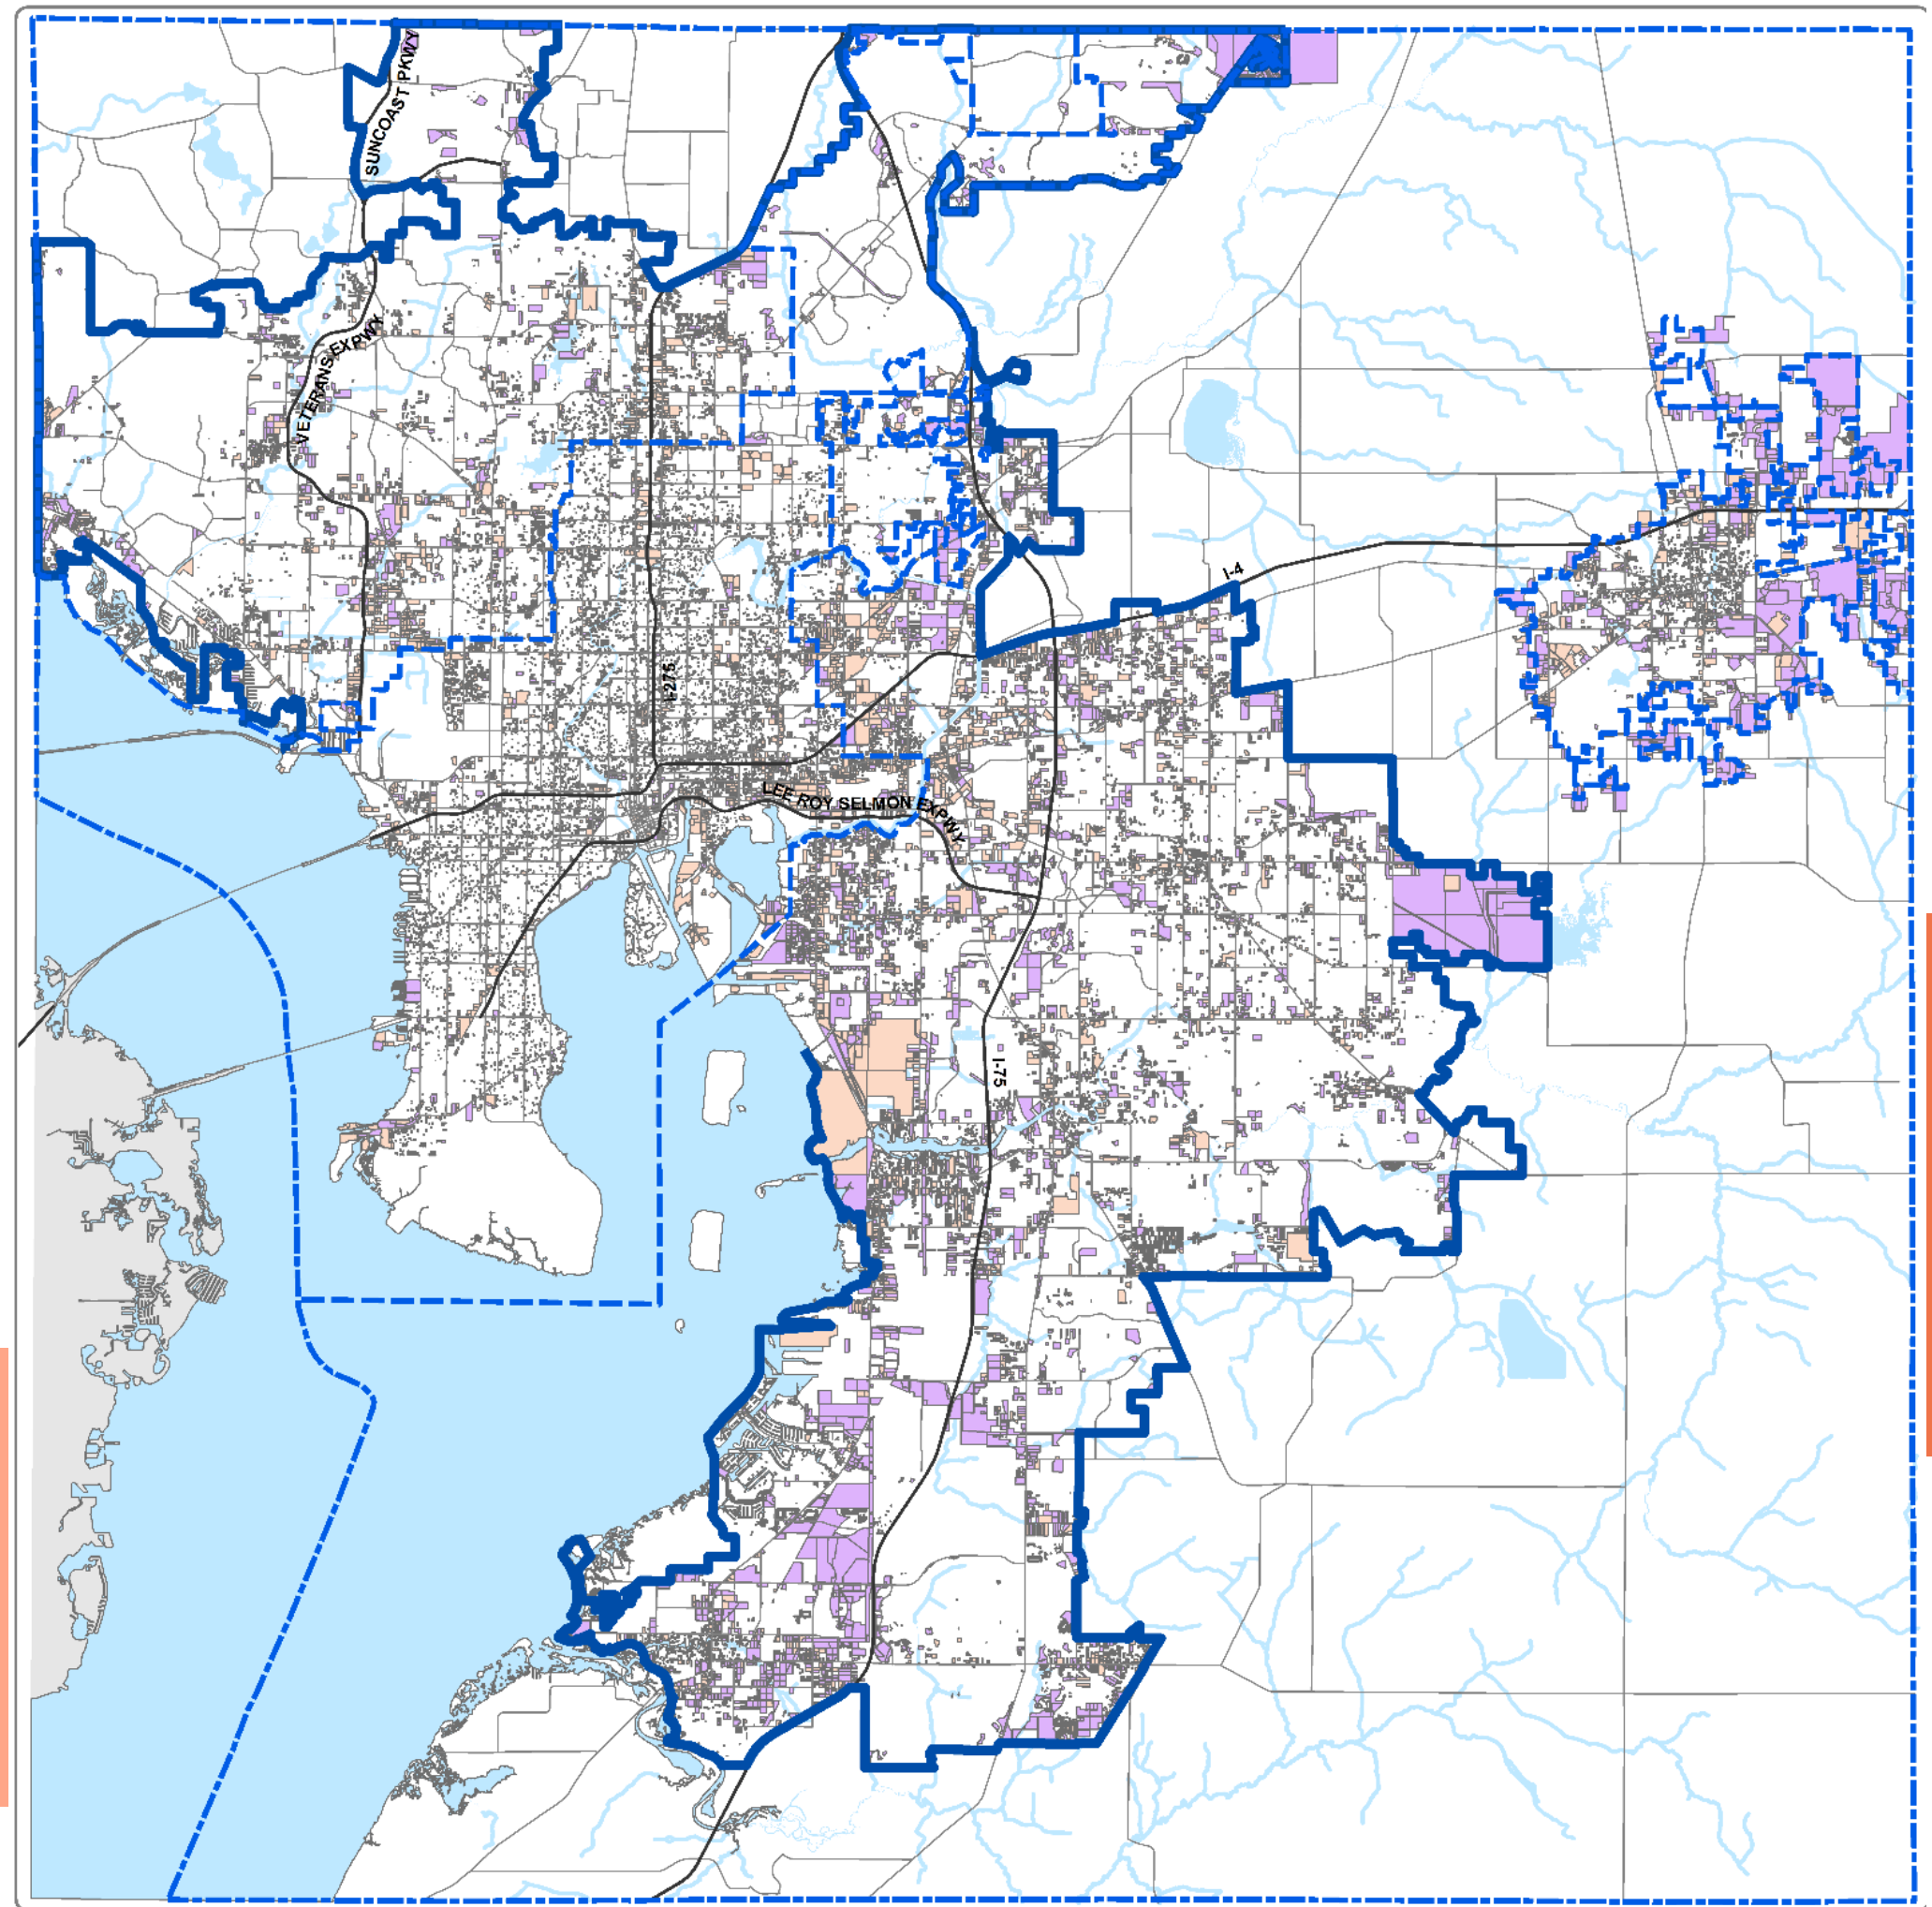 SUNCOAST PKWY
VETERANS EXPWY
I-4
I-275
LEE ROY SELMON EXPWY
I-75